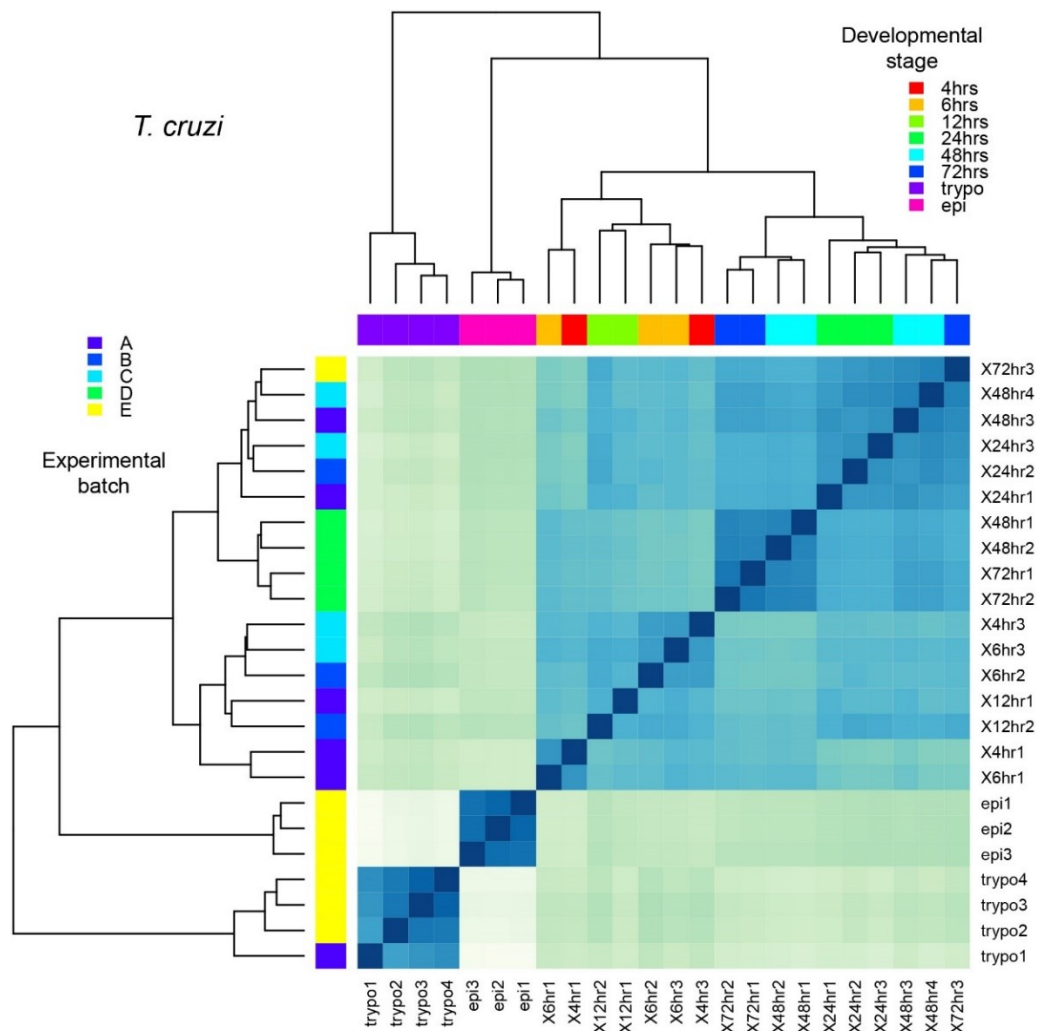 T. cruzi
Developmental
stage
4hrs
6hrs
12hrs
24hrs
48hrs
72hrs
trypo
epi
A
B
C
D
E
Experimental
batch
X72hr3
X48hr4
X48hr3
X24hr3
X24hr2
X24hr1
X48hr1
X48hr2
X72hr1
X72hr2
X4hr3
X6hr3
X6hr2
X12hr1
X12hr2
X4hr1
X6hr1
epi1
epi2
epi3
trypo4
trypo3
trypo2
trypo1
trypo1
trypo2
trypo3
trypo4
epi3
epi2
epi1
X6hr1
X4hr1
X12hr2
X12hr1
X6hr2
X6hr3
X4hr3
X72hr2
X72hr1
X48hr2
X48hr1
X24hr1
X24hr2
X24hr3
X48hr3
X48hr4
X72hr3